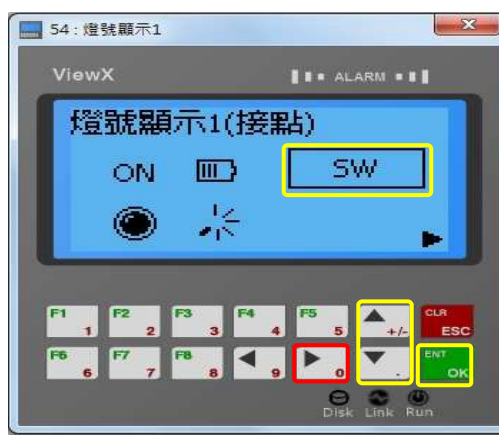 54 : 燈號顯示1
ViewX
ALARM
燈號顯示1(接點)
ON
SW
F1 1
F2 2
F3 3
F4 4
F5 5
+/-
CLR ESC
F6 6
F7 7
F8 8
9
0
.
ENT OK
Disk Link Run